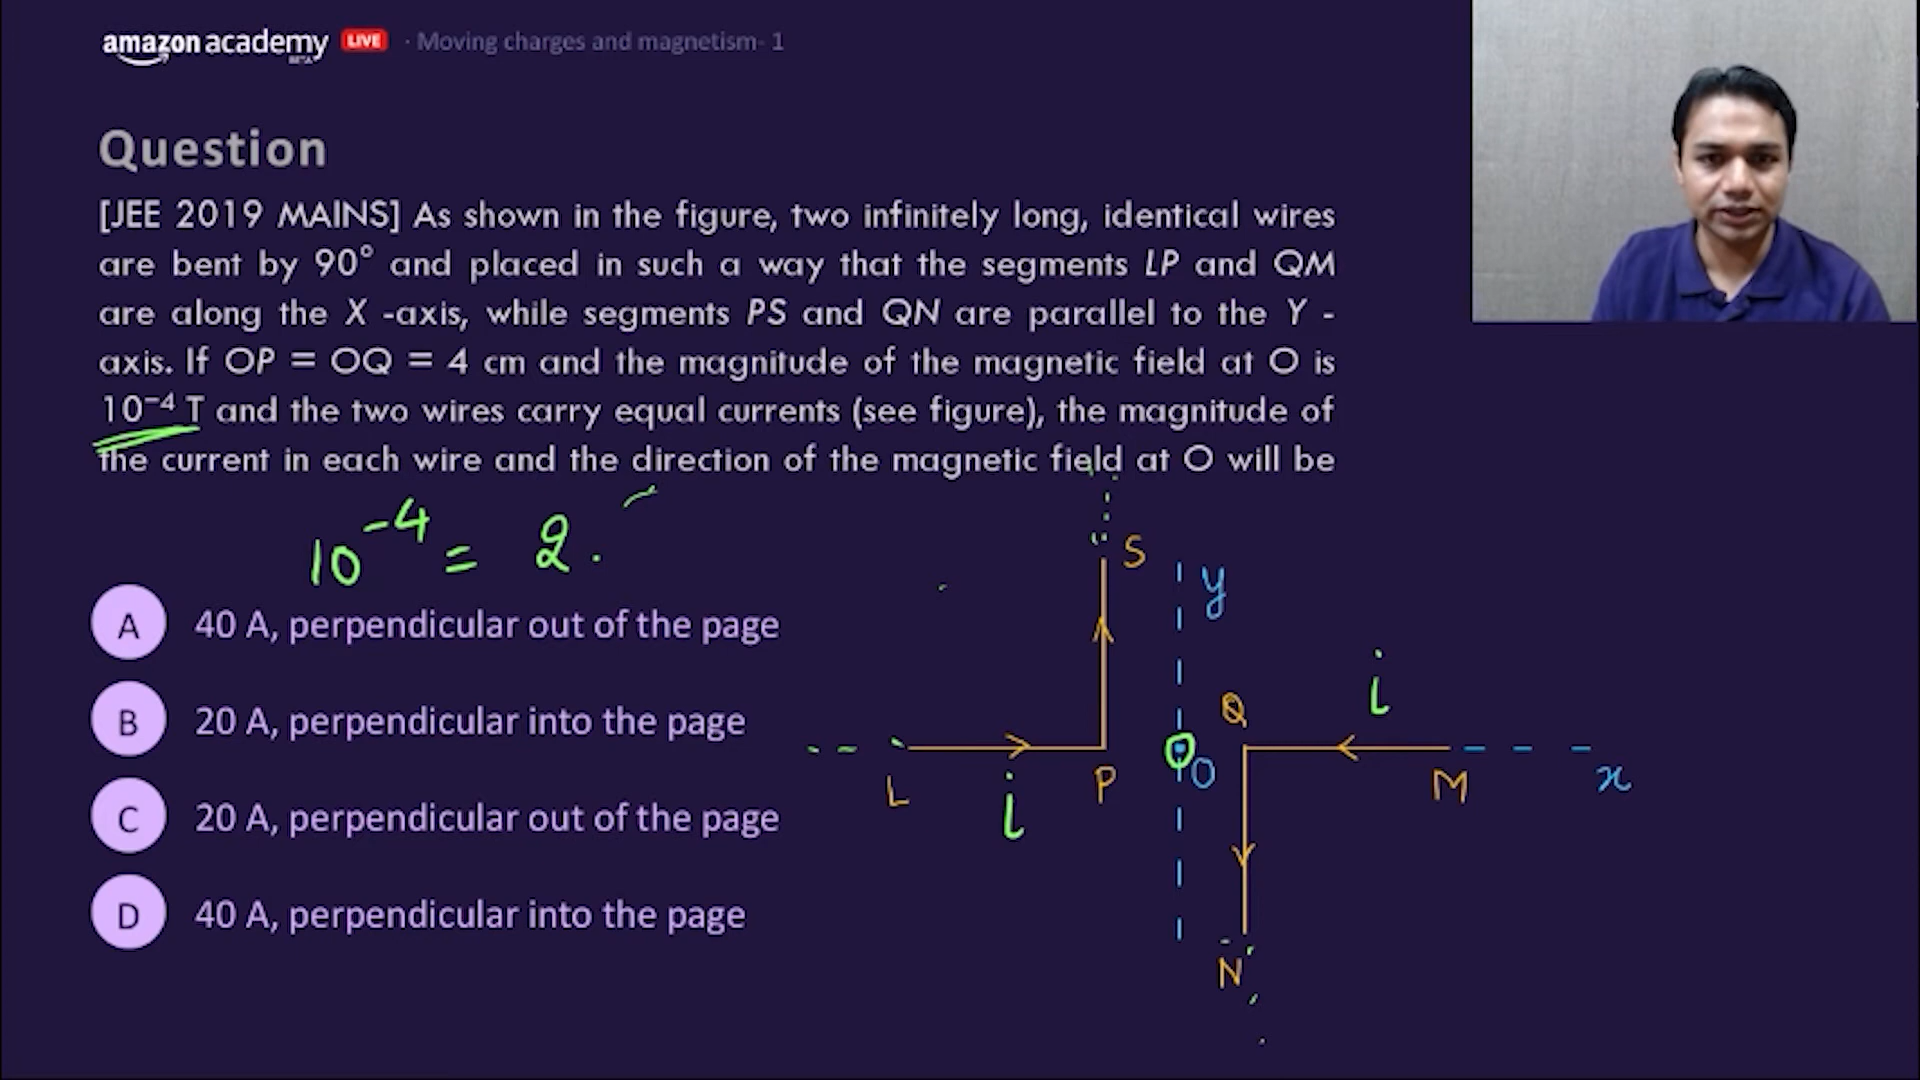 amazon academy LIVE · Moving charges and magnetism- 1
BETA
Question
[JEE 2019 MAINS] As shown in the figure, two infinitely long, identical wires
are bent by 90° and placed in such a way that the segments LP and QM
are along the X -axis, while segments PS and QN are parallel to the Y -
axis. If OP = OQ = 4 cm and the magnitude of the magnetic field at O is
10⁻⁴ T and the two wires carry equal currents (see figure), the magnitude of
the current in each wire and the direction of the magnetic field at O will be
10⁻⁴ = 2 .
A 40 A, perpendicular out of the page
B 20 A, perpendicular into the page
C 20 A, perpendicular out of the page
D 40 A, perpendicular into the page
S
y
i
Q
L
P
O
M
x
i
N